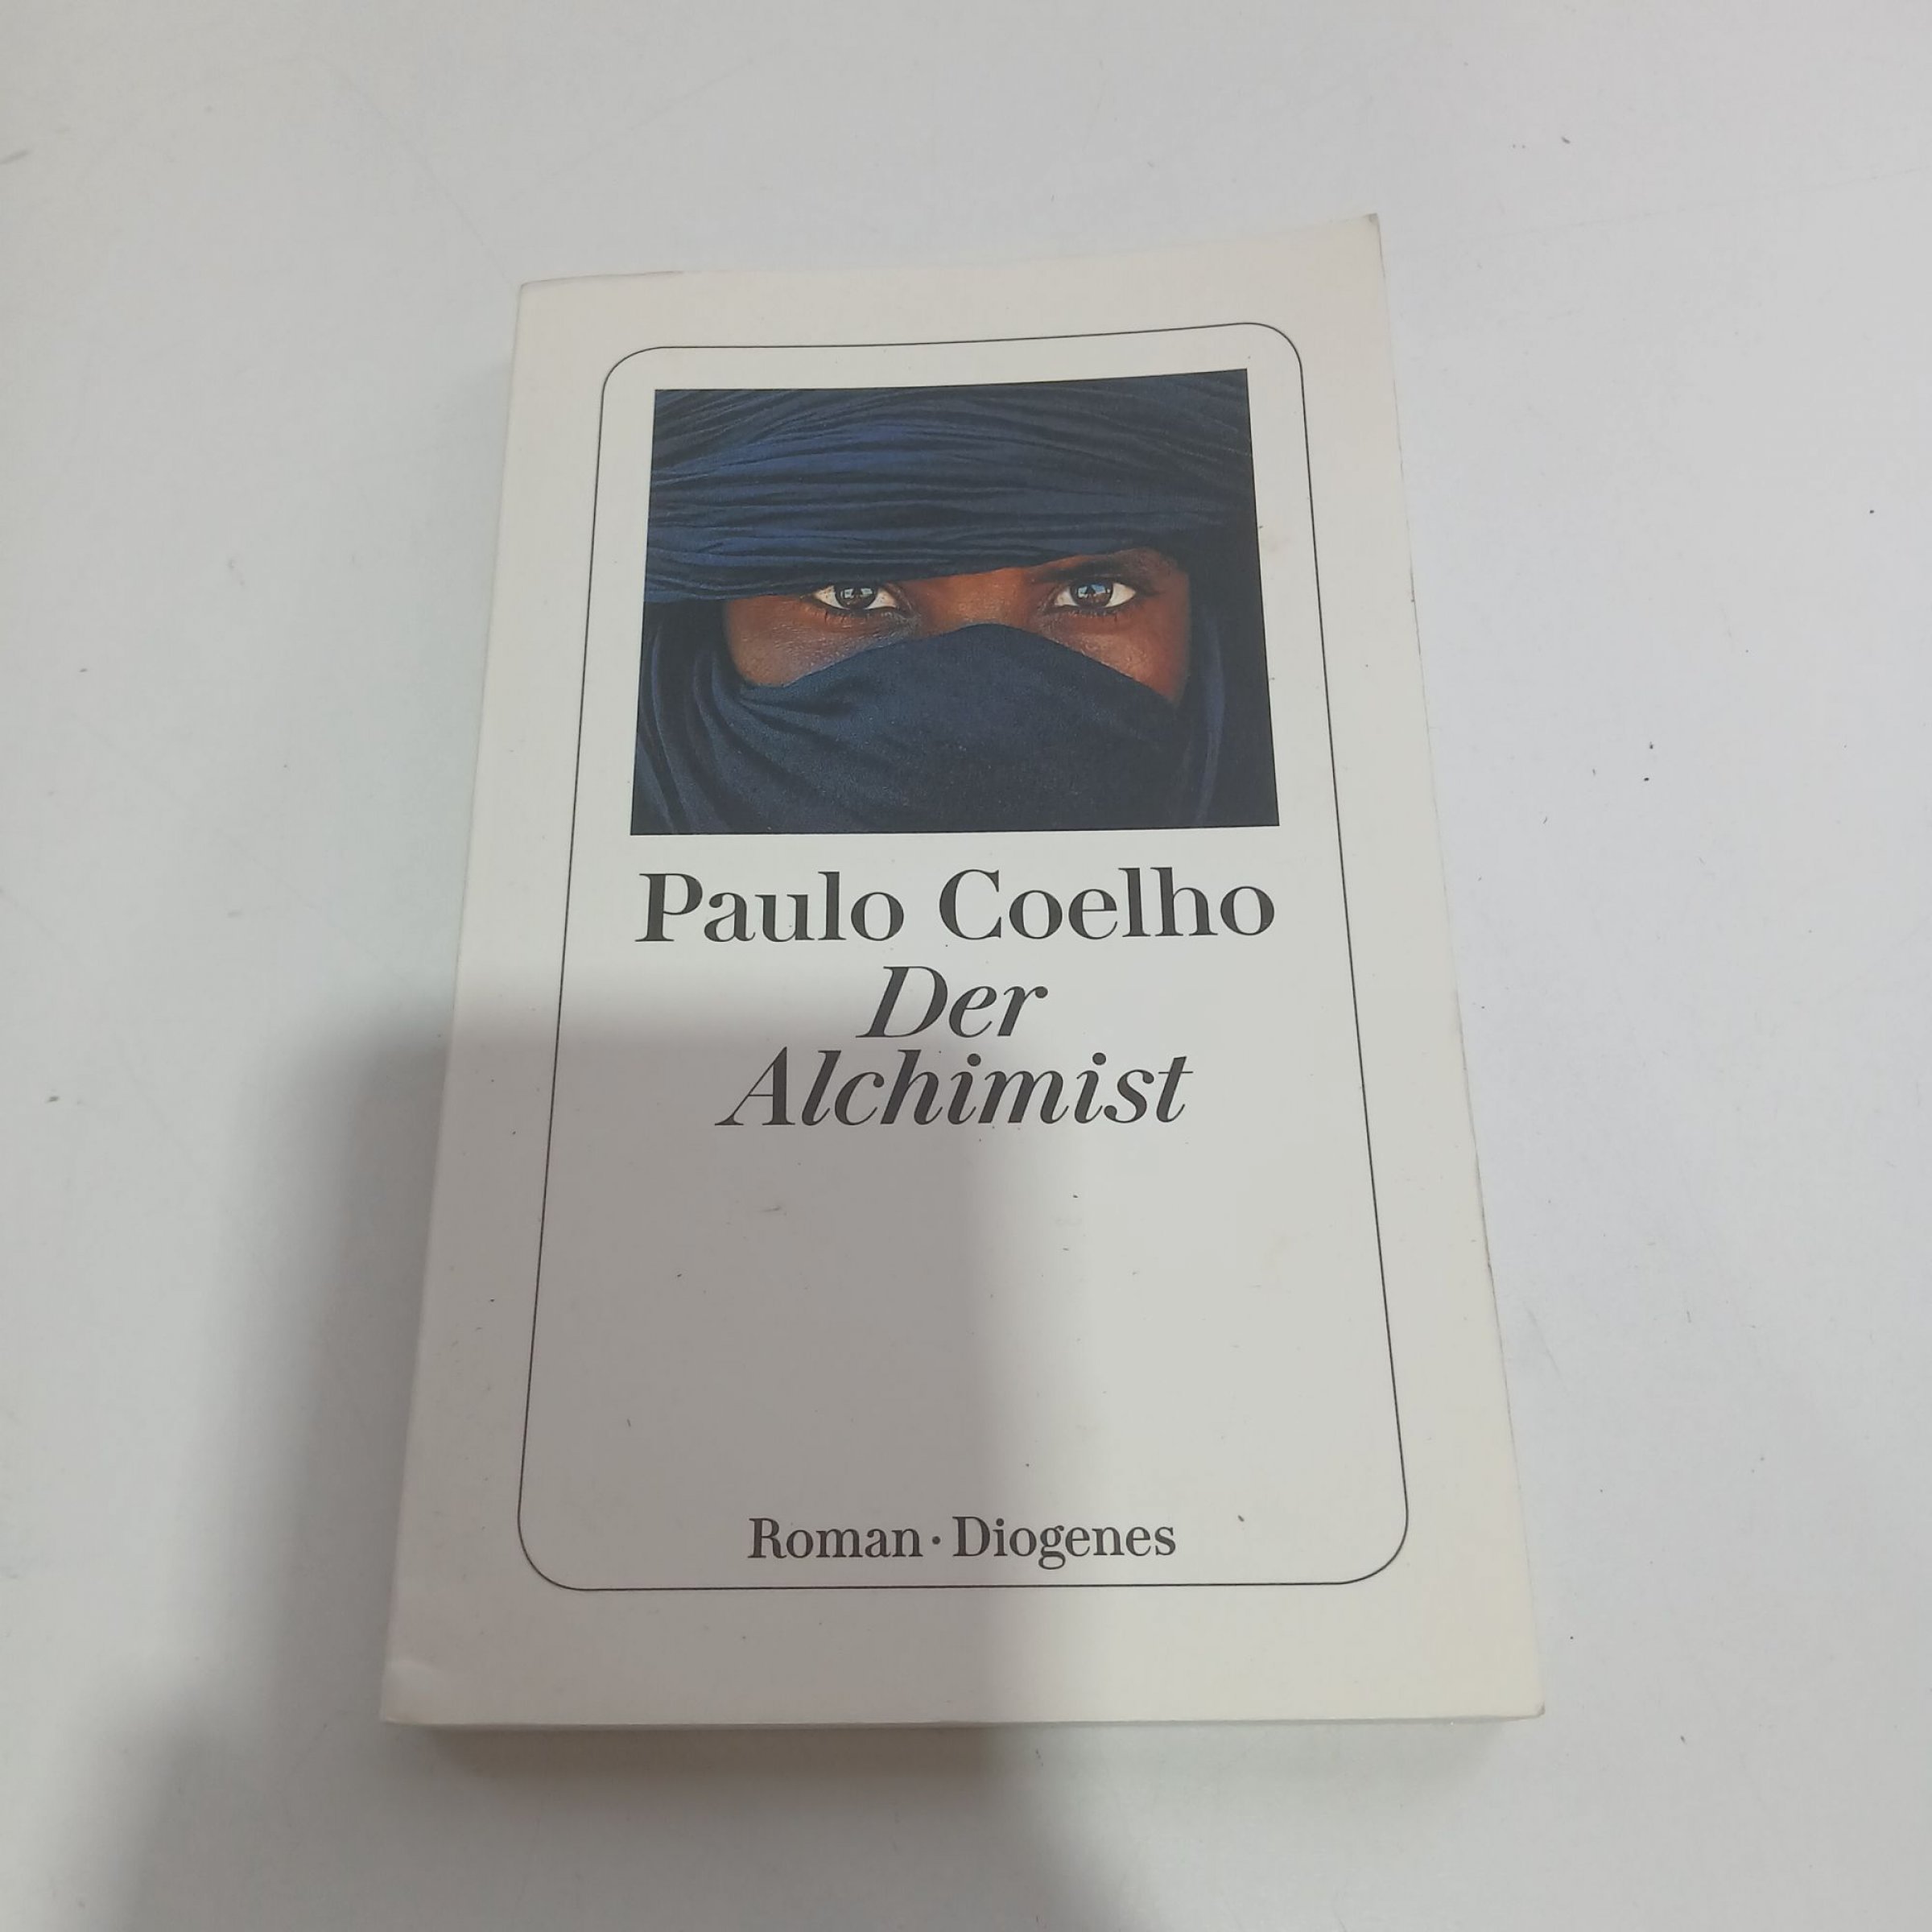 Paulo Coelho
Der
Alchimist
Roman · Diogenes